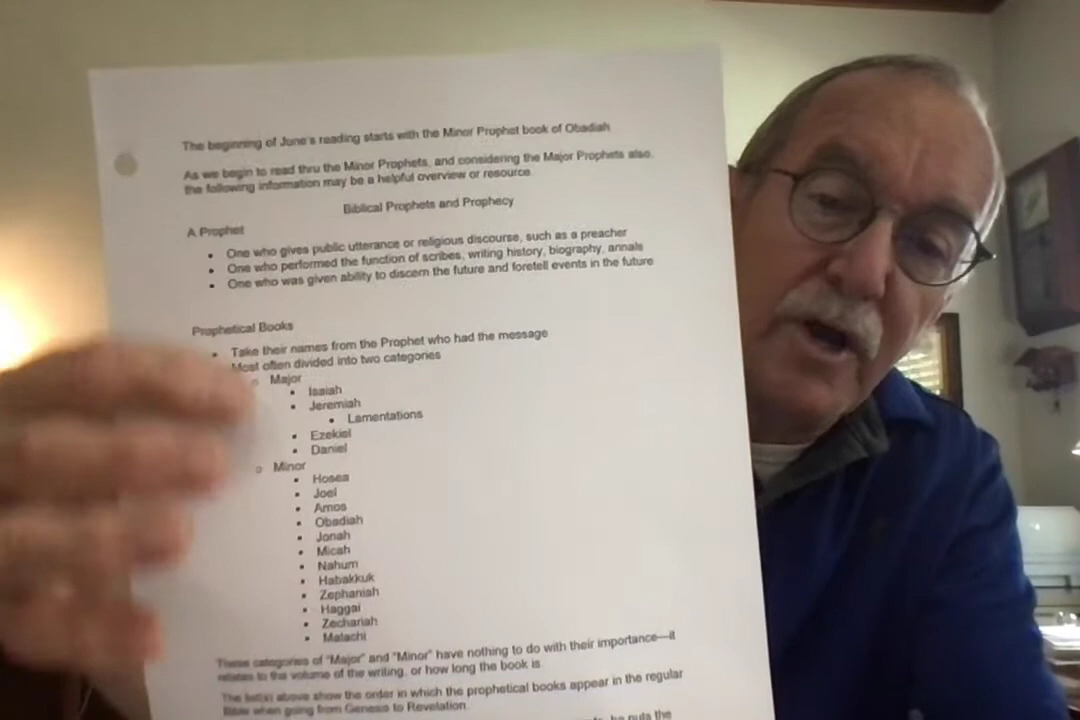 The beginning of June's reading starts with the Minor Prophet book of Obadiah
As we begin to read thru the Minor Prophets, and considering the Major Prophets also,
the following information may be a helpful overview or resource.
Biblical Prophets and Prophecy
A Prophet
• One who gives public utterance or religious discourse, such as a preacher
• One who performed the function of scribes, writing history, biography, annals
• One who was given ability to discern the future and foretell events in the future
Prophetical Books
• Take their names from the Prophet who had the message
Most often divided into two categories
o Major
• Isaiah
• Jeremiah
• Lamentations
• Ezekiel
• Daniel
o Minor
• Hosea
• Joel
• Amos
• Obadiah
• Jonah
• Micah
• Nahum
• Habakkuk
• Zephaniah
• Haggai
• Zechariah
• Malachi
These categories of "Major" and "Minor" have nothing to do with their importance—it
relates to the volume of the writing, or how long the book is.
The list(s) above show the order in which the prophetical books appear in the regular
Bible when going from Genesis to Revelation.
he puts the